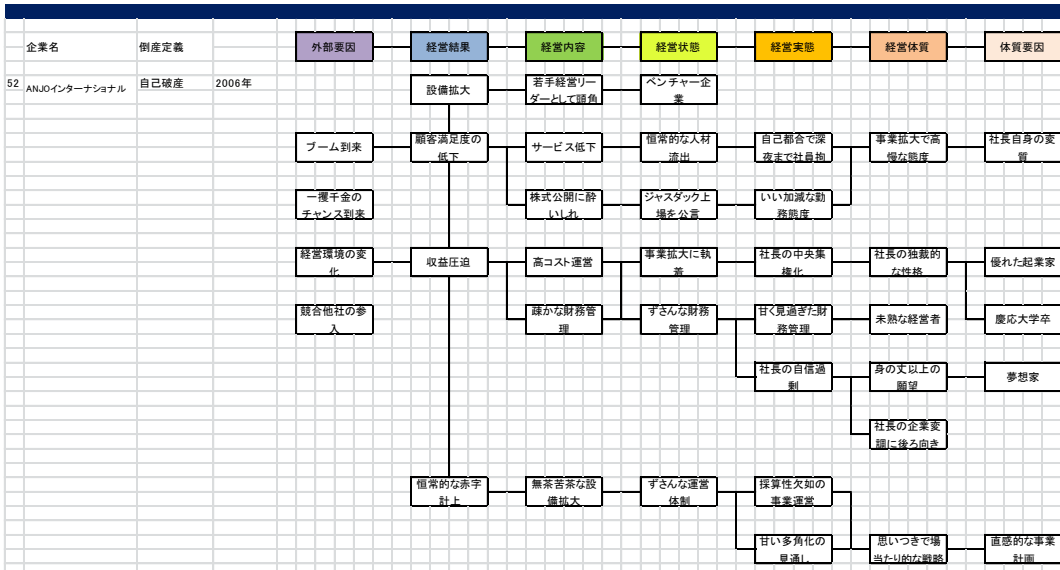 企業名 倒産定義 外部要因 経営結果 経営内容 経営状態 経営実態 経営体質 体質要因
52 ANJOインターナショナル 自己破産 2006年
設備拡大
若手経営リー
ダーとして頭角
ベンチャー企
業
ブーム到来
顧客満足度の
低下
サービス低下
恒常的な人材
流出
自己都合で深
夜まで社員拘
事業拡大で高
慢な態度
社長自身の変
質
一攫千金の
チャンス到来
株式公開に酔
いしれ
ジャスダック上
場を公言
いい加減な勤
務態度
経営環境の変
化
収益圧迫
高コスト運営
事業拡大に執
着
社長の中央集
権化
社長の独裁的
な性格
優れた起業家
競合他社の参
入
疎かな財務管
理
ずさんな財務
管理
甘く見過ぎた財
務管理
未熟な経営者
慶応大学卒
社長の自信過
剰
身の丈以上の
願望
夢想家
社長の企業変
調に後ろ向き
恒常的な赤字
計上
無茶苦茶な設
備拡大
ずさんな運営
体制
採算性欠如の
事業運営
甘い多角化の
見通し
思いつきで場
当たり的な戦略
直感的な事業
計画